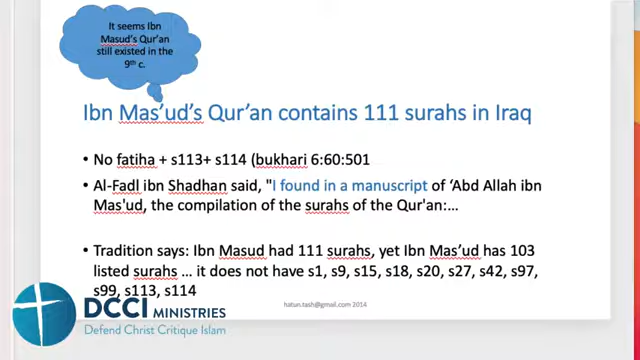 It seems Ibn
Masud's Qur'an
still existed in the
9th c.
Ibn Mas'ud's Qur'an contains 111 surahs in Iraq
No fatiha + s113+ s114 (bukhari 6:60:501
Al-Fadl ibn Shadhan said, "I found in a manuscript of 'Abd Allah ibn
Mas'ud, the compilation of the surahs of the Qur'an:...
Tradition says: Ibn Masud had 111 surahs, yet Ibn Mas'ud has 103
listed surahs ... it does not have s1, s9, s15, s18, s20, s27, s42, s97,
s99, s113, s114
hatun.tash@gmail.com 2014
DCCI MINISTRIES
Defend Christ Critique Islam